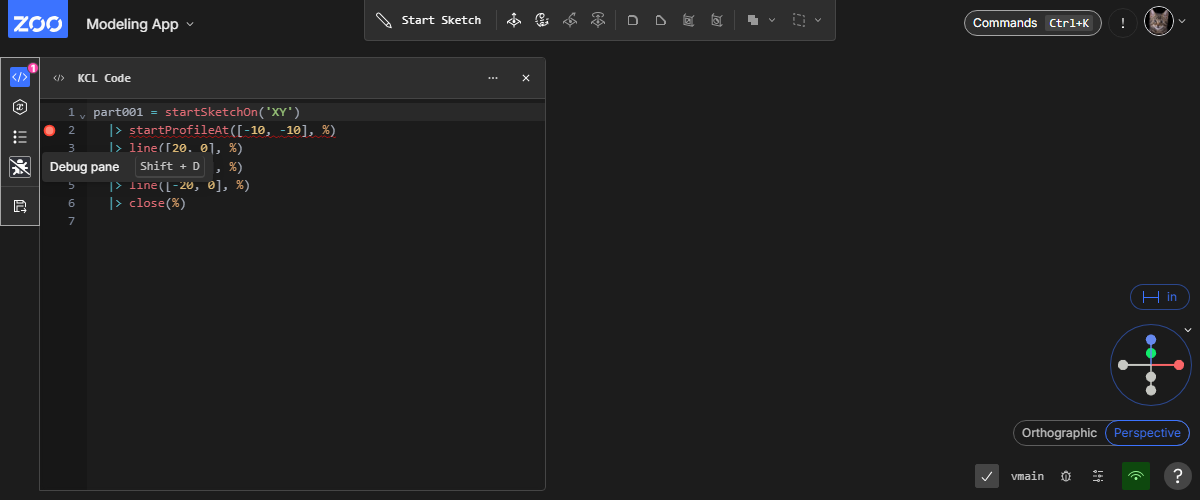 ZOO
Modeling App
Start Sketch
Commands Ctrl+K
!
1
KCL Code
1 part001 = startSketchOn('XY')
2 |> startProfileAt([-10, -10], %)
3 |> line([20, 0], %)
Debug pane Shift + D
, %)
5 |> line([-20, 0], %)
6 |> close(%)
7
in
Orthographic Perspective
vmain
?